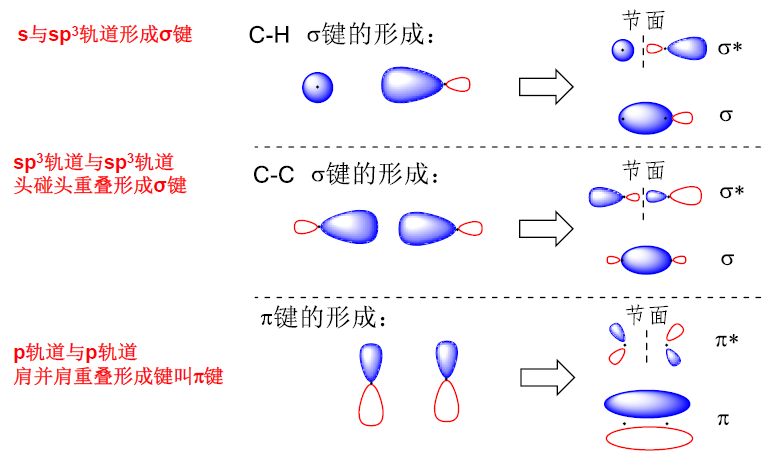 s与sp³轨道形成σ键
C-H σ键的形成：
节面
σ*
σ
sp³轨道与sp³轨道
头碰头重叠形成σ键
C-C σ键的形成：
节面
σ*
σ
π键的形成：
节面
p轨道与p轨道
肩并肩重叠形成键叫π键
π*
π